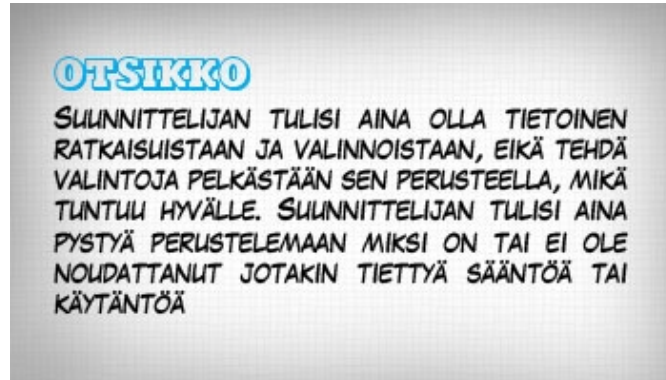 OTSIKKO
SUUNNITTELIJAN TULISI AINA OLLA TIETOINEN
RATKAISUISTAAN JA VALINNOISTAAN, EIKÄ TEHDÄ
VALINTOJA PELKÄSTÄÄN SEN PERUSTEELLA, MIKÄ
TUNTUU HYVÄLLE. SUUNNITTELIJAN TULISI AINA
PYSTYÄ PERUSTELEMAAN MIKSI ON TAI EI OLE
NOUDATTANUT JOTAKIN TIETTYÄ SÄÄNTÖÄ TAI
KÄYTÄNTÖÄ